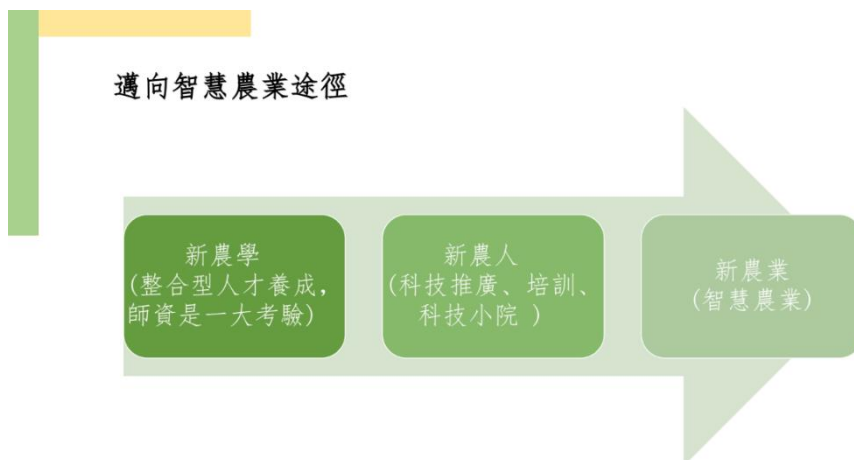 邁向智慧農業途徑
新農學
(整合型人才養成,
師資是一大考驗)
新農人
(科技推廣、培訓、
科技小院 )
新農業
(智慧農業)